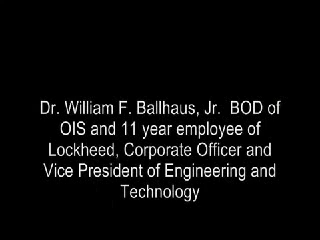 Dr. William F. Ballhaus, Jr.  BOD of
OIS and 11 year employee of
Lockheed, Corporate Officer and
Vice President of Engineering and
Technology